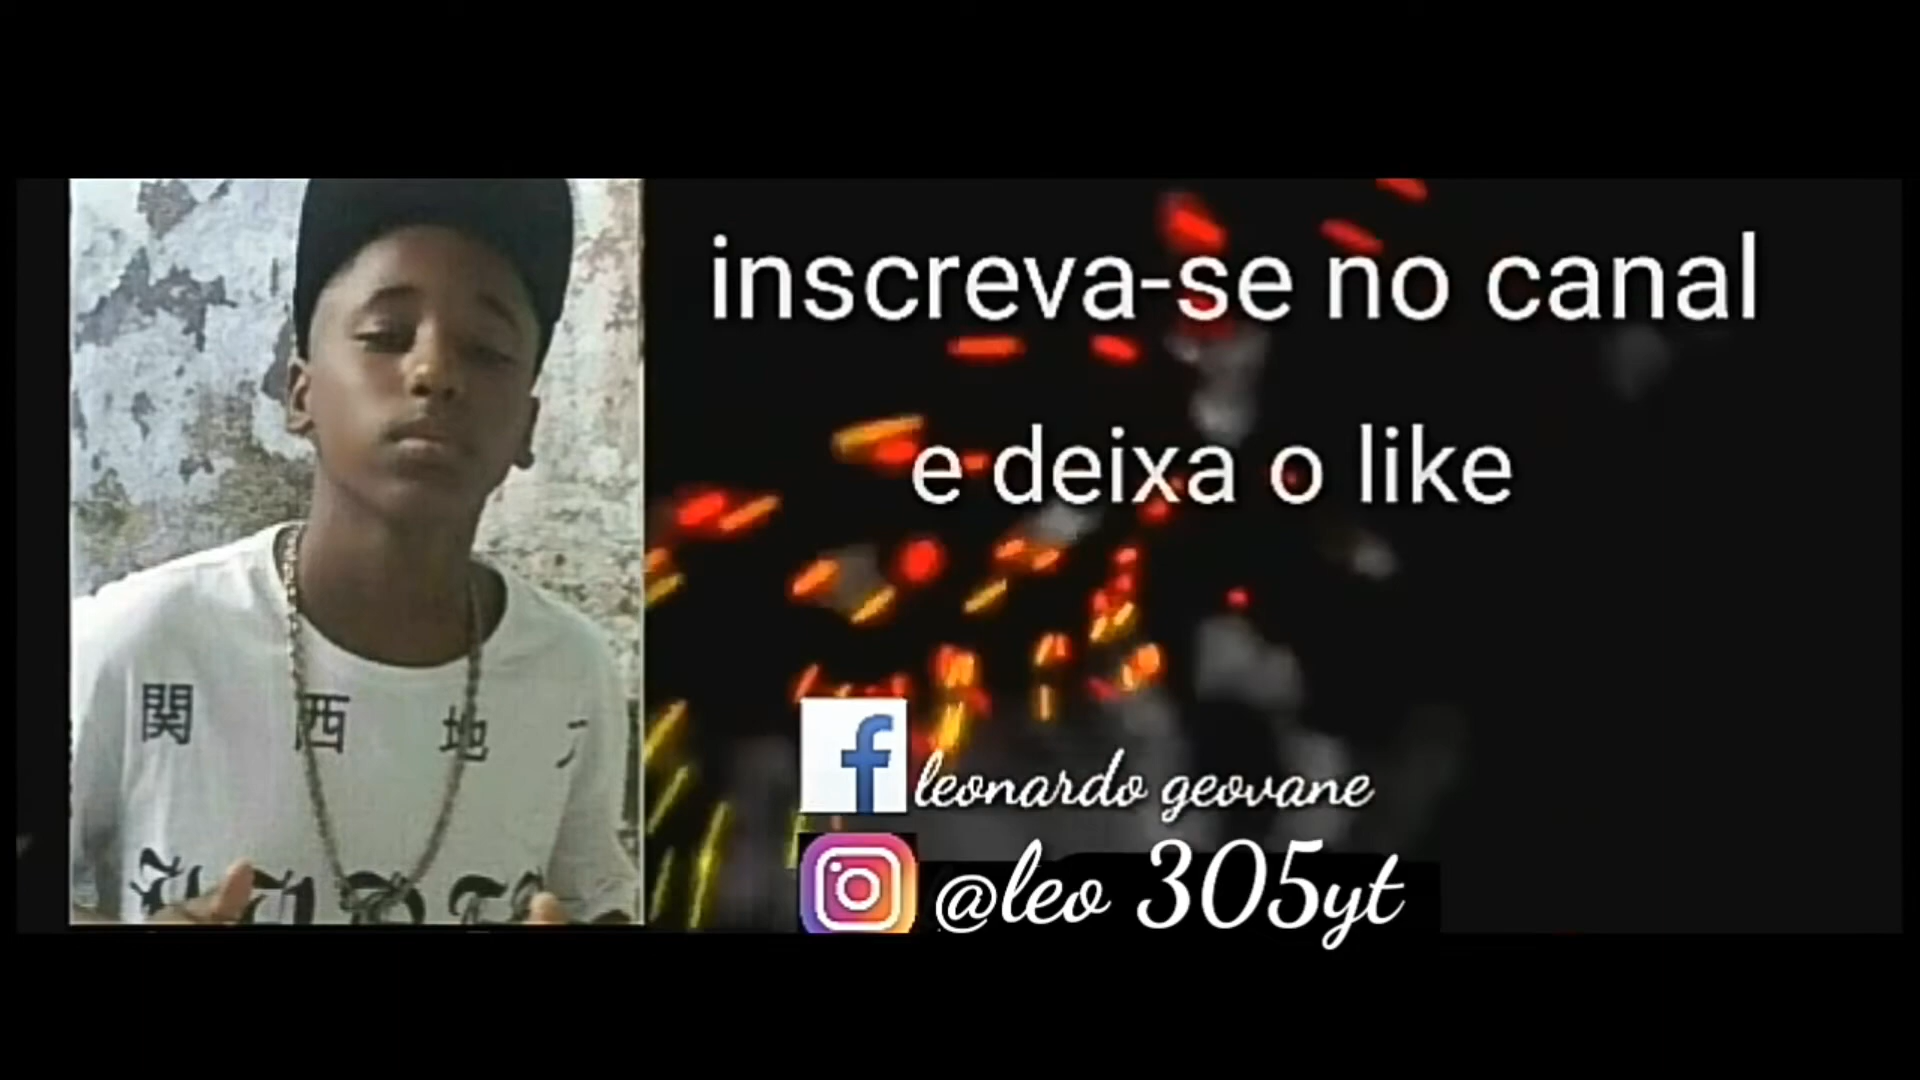 inscreva-se no canal
e deixa o like
関 西 地
f leonardo geovane
@leo 305yt